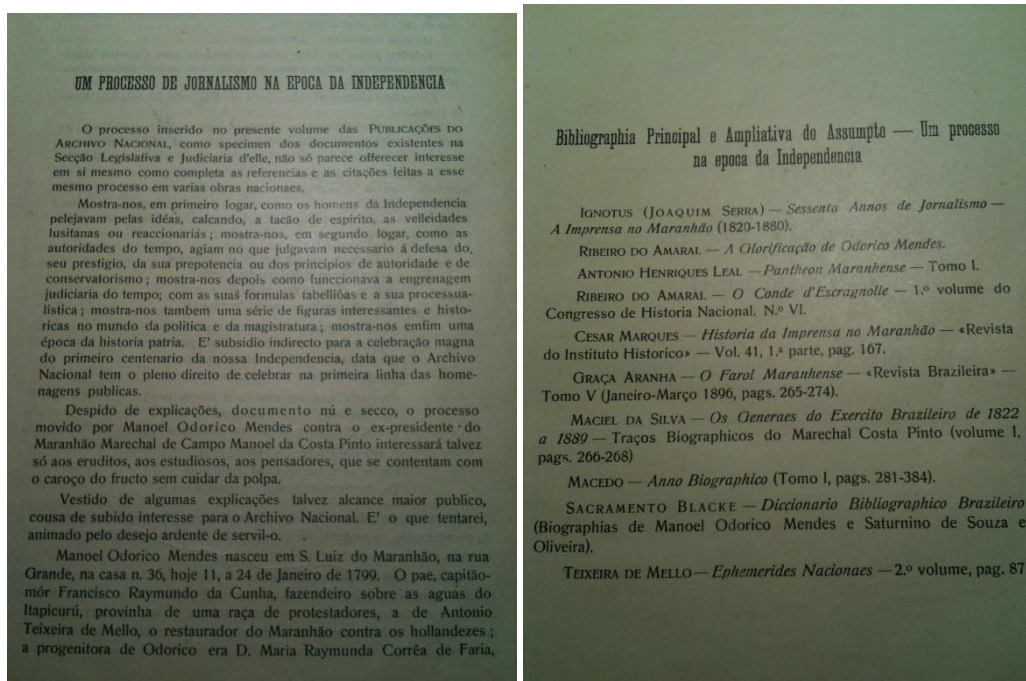 UM PROCESSO DE JORNALISMO NA EPOCA DA INDEPENDENCIA
O processo inserido no presente volume das PUBLICAÇÕES DO
ARCHIVO NACIONAL, como specimen dos documentos existentes na
Secção Legislativa e Judiciaria d'elle, não só parece offerecer interesse
em si mesmo como completa as referencias e as citações feitas a esse
mesmo processo em varias obras nacionaes.
Mostra-nos, em primeiro logar, como os homens da Independencia
pelejavam pelas idéas, calcando, a tacão de espirito, as velleidades
lusitanas ou reaccionarias; mostra-nos, em segundo logar, como as
autoridades do tempo, agiam no que julgavam necessario á defesa do
seu prestigio, da sua prepotencia ou dos principios de autoridade e de
conservatorismo; mostra-nos depois como funccionava a engrenagem
judiciaria do tempo; com as suas formulas tabelliôas e a sua processua-
listica; mostra-nos tambem uma série de figuras interessantes e histo-
ricas no mundo da politica e da magistratura; mostra-nos emfim uma
época da historia patria. E' subsidio indirecto para a celebração magna
do primeiro centenario da nossa Independencia, data que o Archivo
Nacional tem o pleno direito de celebrar na primeira linha das home-
nagens publicas.
Despido de explicações, documento nú e secco, o processo
movido por Manoel Odorico Mendes contra o ex-presidente do
Maranhão Marechal de Campo Manoel da Costa Pinto interessará talvez
só aos eruditos, aos estudiosos, aos pensadores, que se contentam com
o caroço do fructo sem cuidar da polpa.
Vestido de algumas explicações talvez alcance maior publico,
cousa de subido interesse para o Archivo Nacional. E' o que tentarei,
animado pelo desejo ardente de servil-o.
Manoel Odorico Mendes nasceu em S. Luiz do Maranhão, na rua
Grande, na casa n. 36, hoje 11, a 24 de Janeiro de 1799. O pae, capitão-
mór Francisco Raymundo da Cunha, fazendeiro sobre as aguas do
Itapicurú, provinha de uma raça de protestadores, a de Antonio
Teixeira de Mello, o restaurador do Maranhão contra os hollandezes;
a progenitora de Odorico era D. Maria Raymunda Corrêa de Faria,
Bibliographia Principal e Ampliativa do Assumpto — Um processo
na epoca da Independencia
IGNOTUS (JOAQUIM SERRA) — Sessenta Annos de Jornalismo —
A Imprensa no Maranhão (1820-1880).
RIBEIRO DO AMARAL — A Glorificação de Odorico Mendes.
ANTONIO HENRIQUES LEAL — Pantheon Maranhense — Tomo I.
RIBEIRO DO AMARAL — O Conde d'Escragnolle — 1.º volume do
Congresso de Historia Nacional. N.º VI.
CESAR MARQUES — Historia da Imprensa no Maranhão — «Revista
do Instituto Historico» — Vol. 41, 1.ª parte, pag. 167.
GRAÇA ARANHA — O Farol Maranhense — «Revista Brazileira» —
Tomo V (Janeiro-Março 1896, pags. 265-274).
MACIEL DA SILVA — Os Generaes do Exercito Brazileiro de 1822
a 1889 — Traços Biographicos do Marechal Costa Pinto (volume I,
pags. 266-268)
MACEDO — Anno Biographico (Tomo I, pags. 281-384).
SACRAMENTO BLACKE — Diccionario Bibliographico Brazileiro
(Biographias de Manoel Odorico Mendes e Saturnino de Souza e
Oliveira).
TEIXEIRA DE MELLO — Ephemerides Nacionaes — 2.º volume, pag. 87